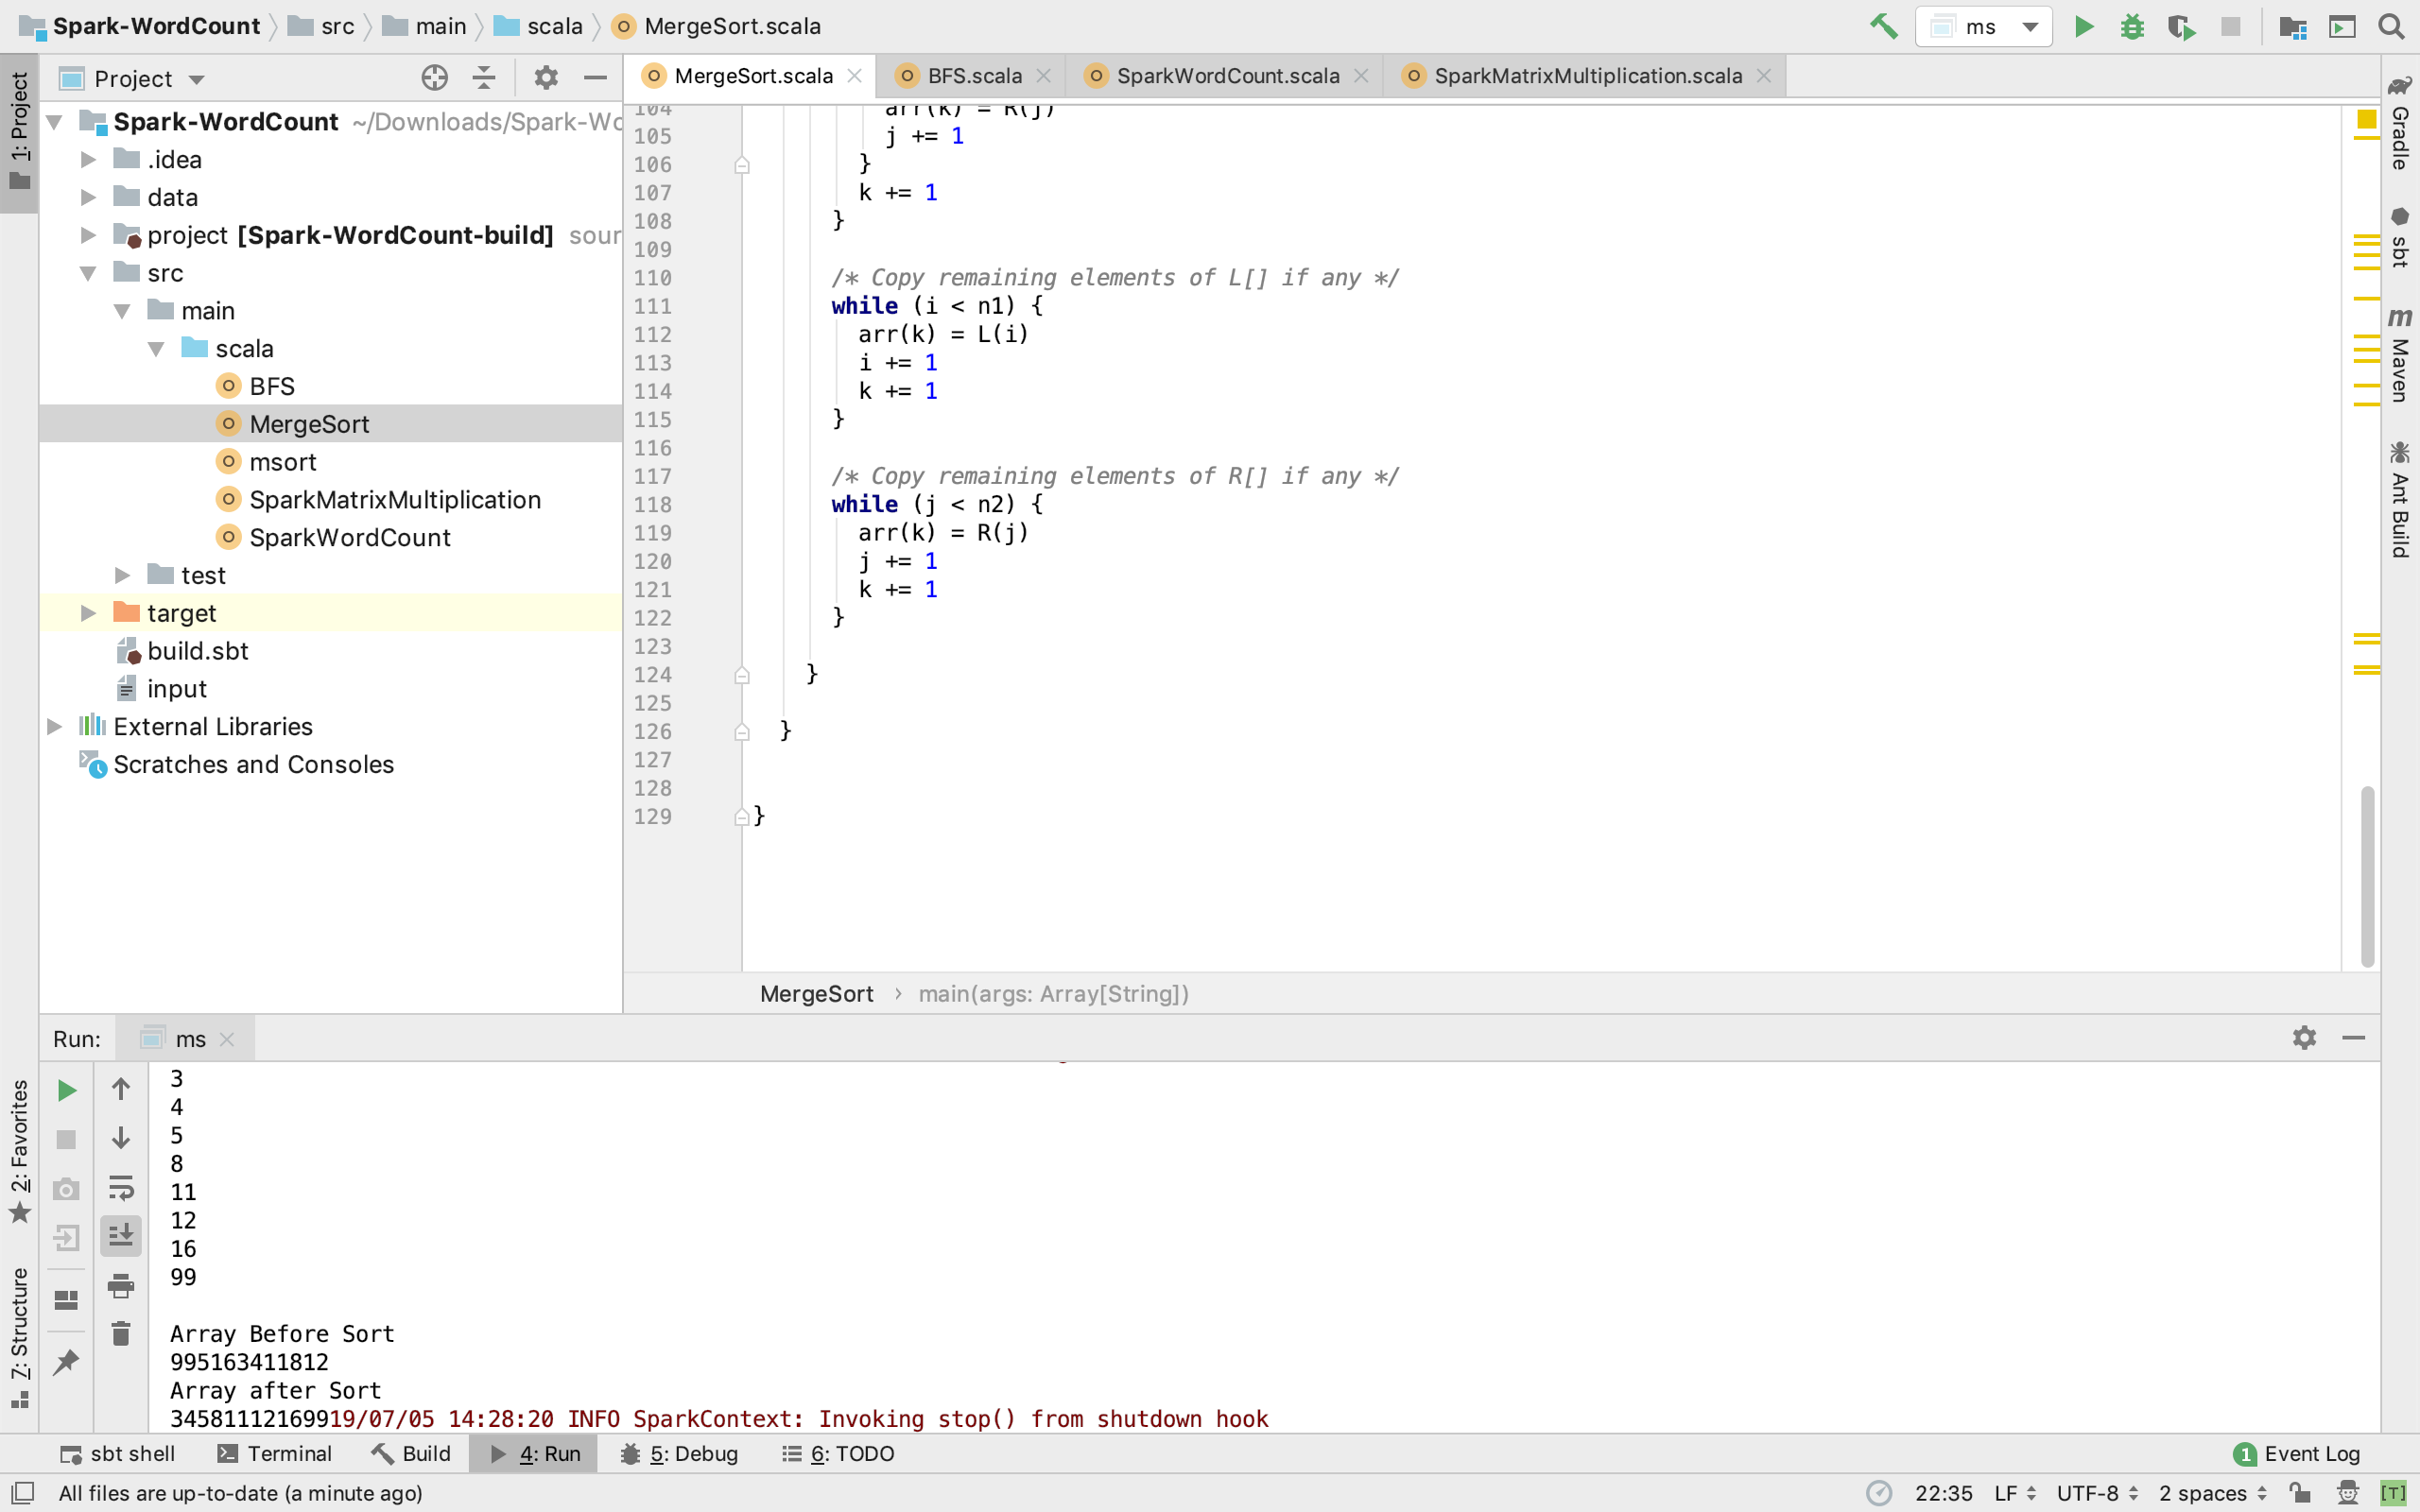 Spark-WordCount src main scala MergeSort.scala ms
1: Project
Project
MergeSort.scala BFS.scala SparkWordCount.scala SparkMatrixMultiplication.scala
Spark-WordCount ~/Downloads/Spark-Wc
.idea
data
project [Spark-WordCount-build] sour
src
main
scala
BFS
MergeSort
msort
SparkMatrixMultiplication
SparkWordCount
test
target
build.sbt
input
External Libraries
Scratches and Consoles
104 arr(k) = R(j)
105 j += 1
106 }
107 k += 1
108 }
109
110 /* Copy remaining elements of L[] if any */
111 while (i < n1) {
112 arr(k) = L(i)
113 i += 1
114 k += 1
115 }
116
117 /* Copy remaining elements of R[] if any */
118 while (j < n2) {
119 arr(k) = R(j)
120 j += 1
121 k += 1
122 }
123
124 }
125
126 }
127
128
129 }
MergeSort › main(args: Array[String])
Gradle
sbt
m Maven
Ant Build
Run: ms
2: Favorites
7: Structure
3
4
5
8
11
12
16
99
Array Before Sort
995163411812
Array after Sort
34581112169919/07/05 14:28:20 INFO SparkContext: Invoking stop() from shutdown hook
sbt shell Terminal Build 4: Run 5: Debug 6: TODO 1 Event Log
All files are up-to-date (a minute ago) 22:35 LF UTF-8 2 spaces [T]